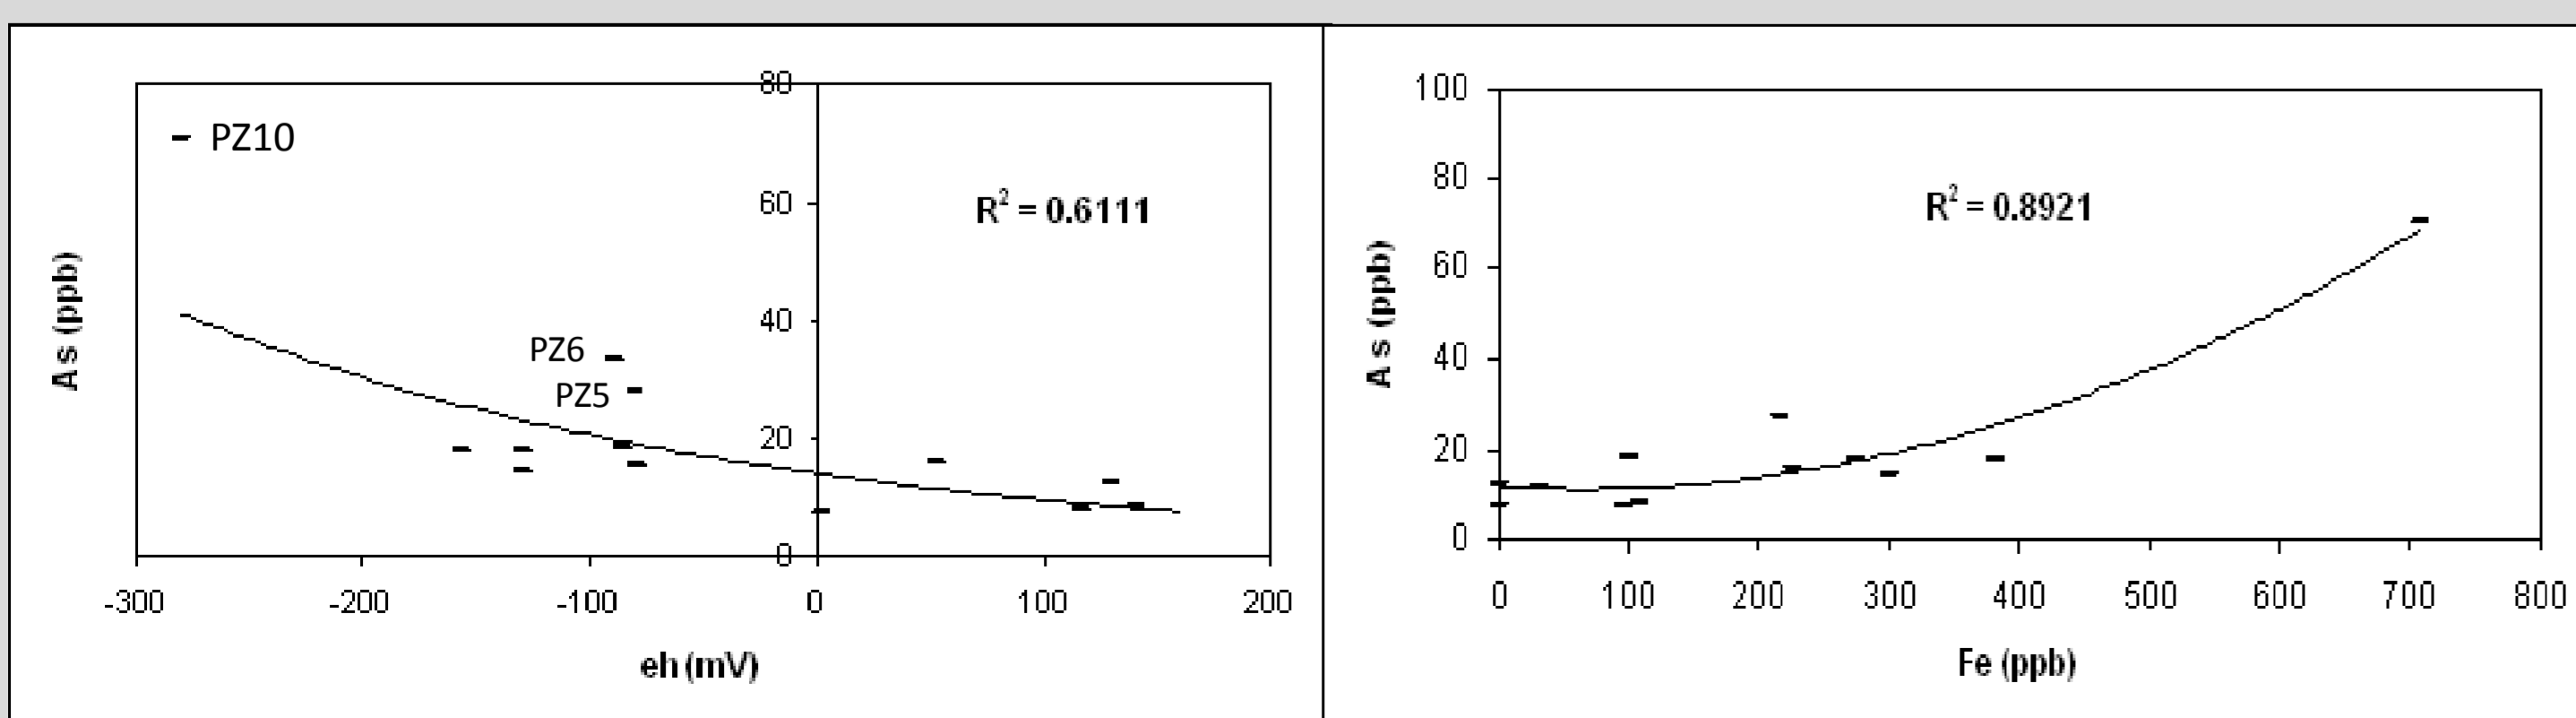 80
PZ10
60
R² = 0.6111
As (ppb)
40
PZ6
PZ5
20
0
-300 -200 -100 0 100 200
eh (mV)
100
80
R² = 0.8921
60
As (ppb)
40
20
0
0 100 200 300 400 500 600 700 800
Fe (ppb)